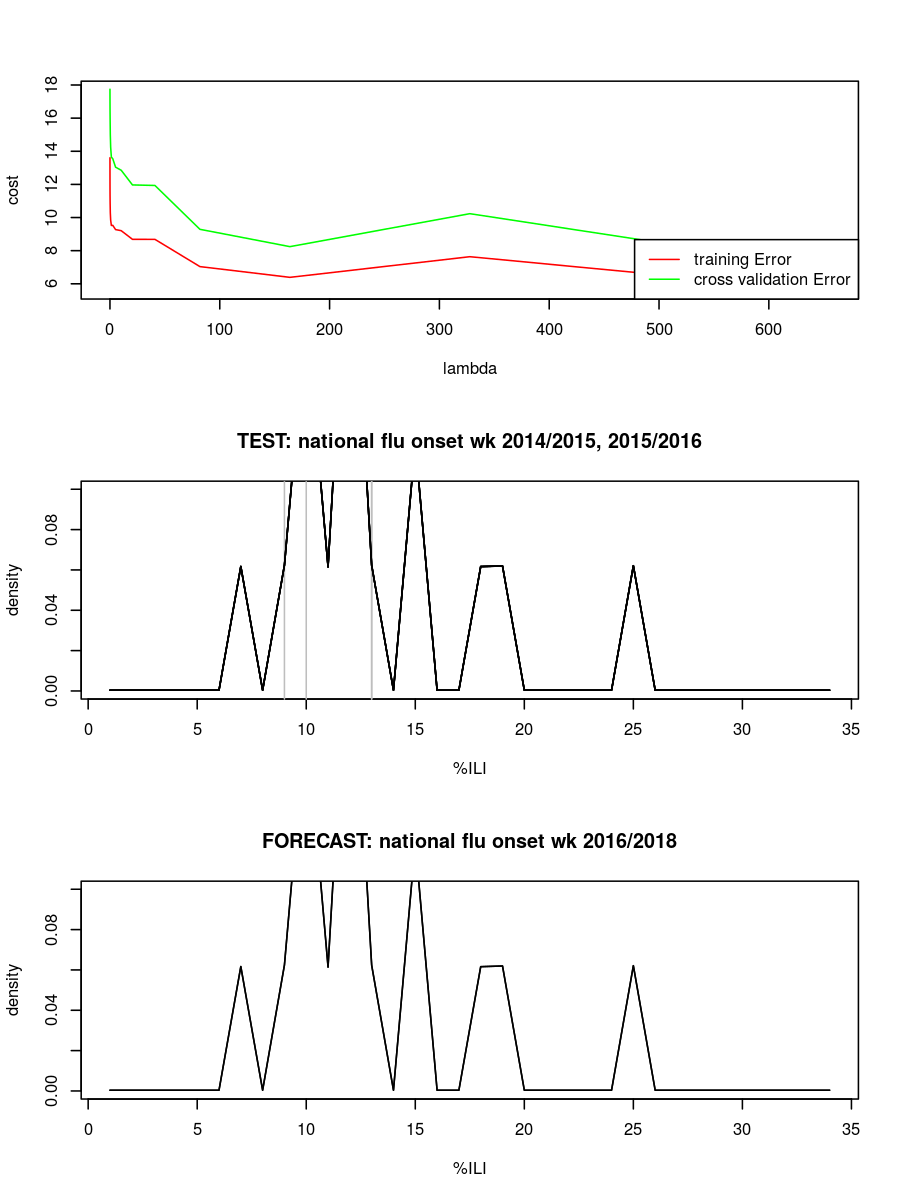 18
16
14
12
10
8
6
cost
training Error
cross validation Error
0 100 200 300 400 500 600
lambda
TEST: national flu onset wk 2014/2015, 2015/2016
0.08
0.04
0.00
density
0 5 10 15 20 25 30 35
%ILI
FORECAST: national flu onset wk 2016/2018
0.08
0.04
0.00
density
0 5 10 15 20 25 30 35
%ILI